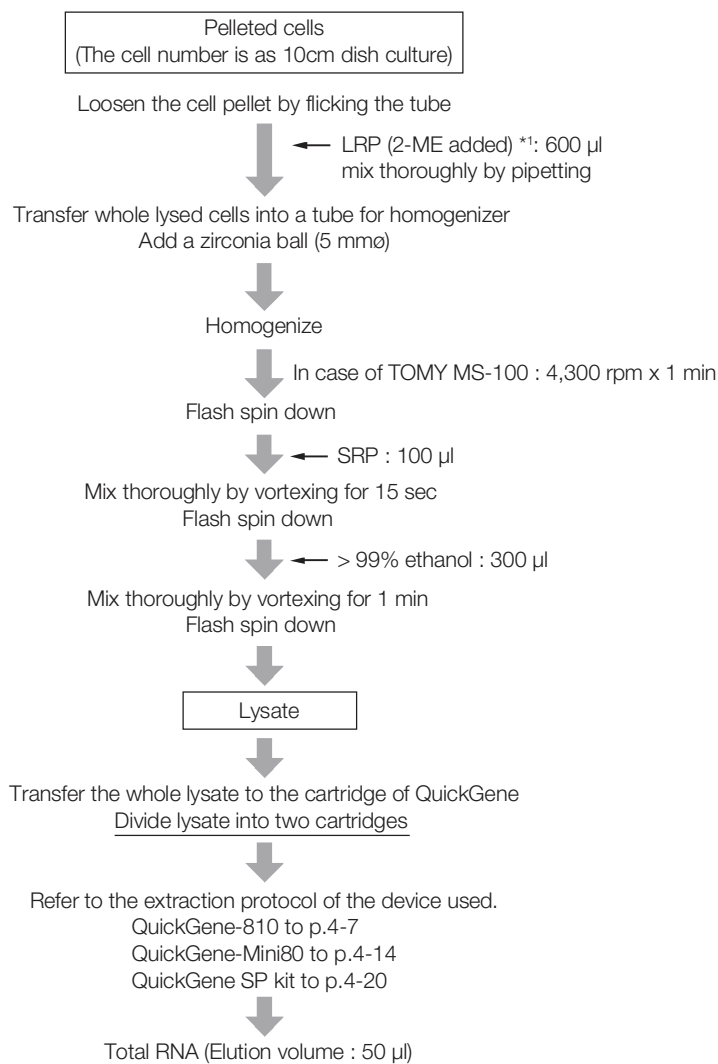 Pelleted cells
(The cell number is as 10cm dish culture)
Loosen the cell pellet by flicking the tube
LRP (2-ME added) *1: 600 µl
mix thoroughly by pipetting
Transfer whole lysed cells into a tube for homogenizer
Add a zirconia ball (5 mmø)
Homogenize
In case of TOMY MS-100 : 4,300 rpm x 1 min
Flash spin down
SRP : 100 µl
Mix thoroughly by vortexing for 15 sec
Flash spin down
> 99% ethanol : 300 µl
Mix thoroughly by vortexing for 1 min
Flash spin down
Lysate
Transfer the whole lysate to the cartridge of QuickGene
Divide lysate into two cartridges
Refer to the extraction protocol of the device used.
QuickGene-810 to p.4-7
QuickGene-Mini80 to p.4-14
QuickGene SP kit to p.4-20
Total RNA (Elution volume : 50 µl)